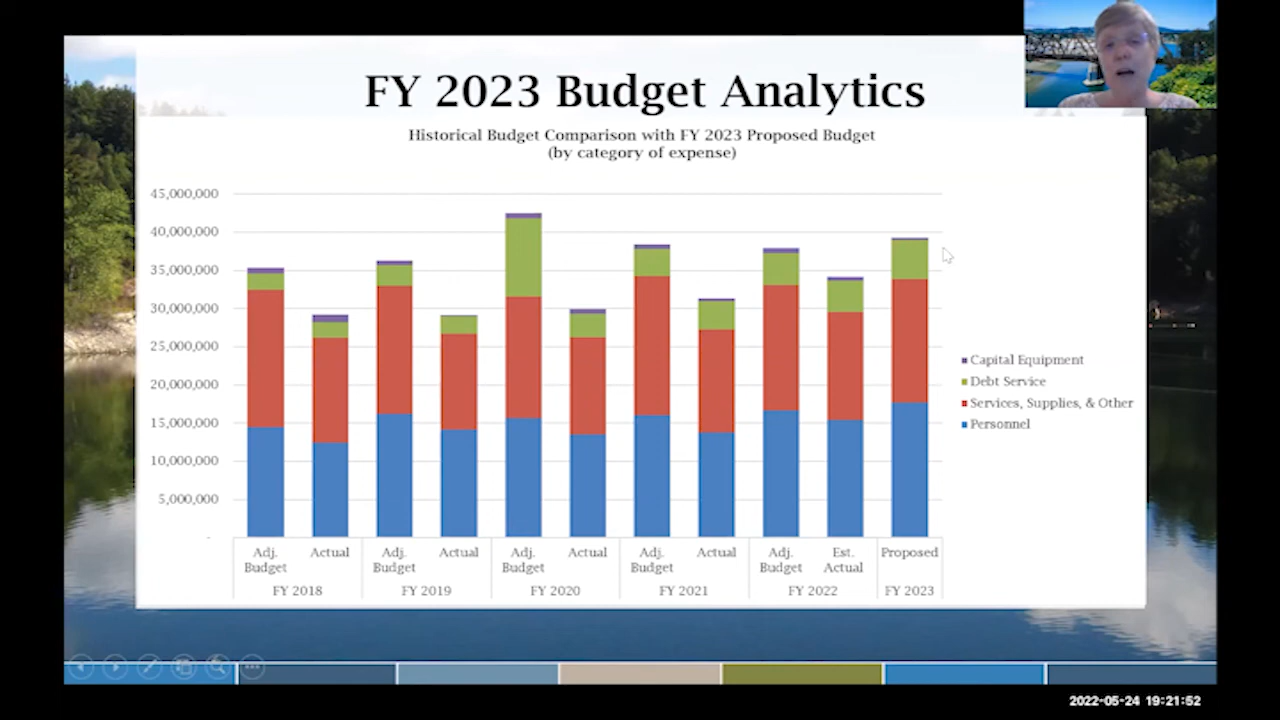 FY 2023 Budget Analytics
Historical Budget Comparison with FY 2023 Proposed Budget
(by category of expense)
45,000,000
40,000,000
35,000,000
30,000,000
25,000,000
20,000,000
15,000,000
10,000,000
5,000,000
-
Capital Equipment
Debt Service
Services, Supplies, & Other
Personnel
Adj. Budget
Actual
Adj. Budget
Actual
Adj. Budget
Actual
Adj. Budget
Actual
Adj. Budget
Est. Actual
Proposed
FY 2018
FY 2019
FY 2020
FY 2021
FY 2022
FY 2023
2022-05-24 19:21:52